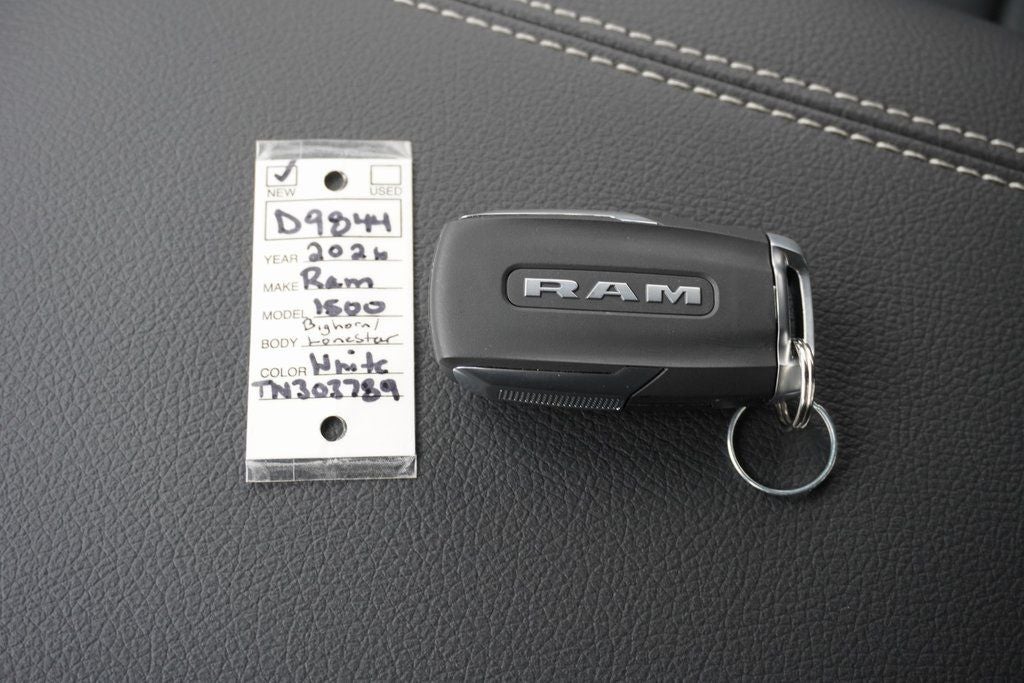 NEW USED
D9844
YEAR 2026
MAKE Ram
MODEL 1500
Bighorn/
BODY Lonestar
COLOR White
TN303789
RAM